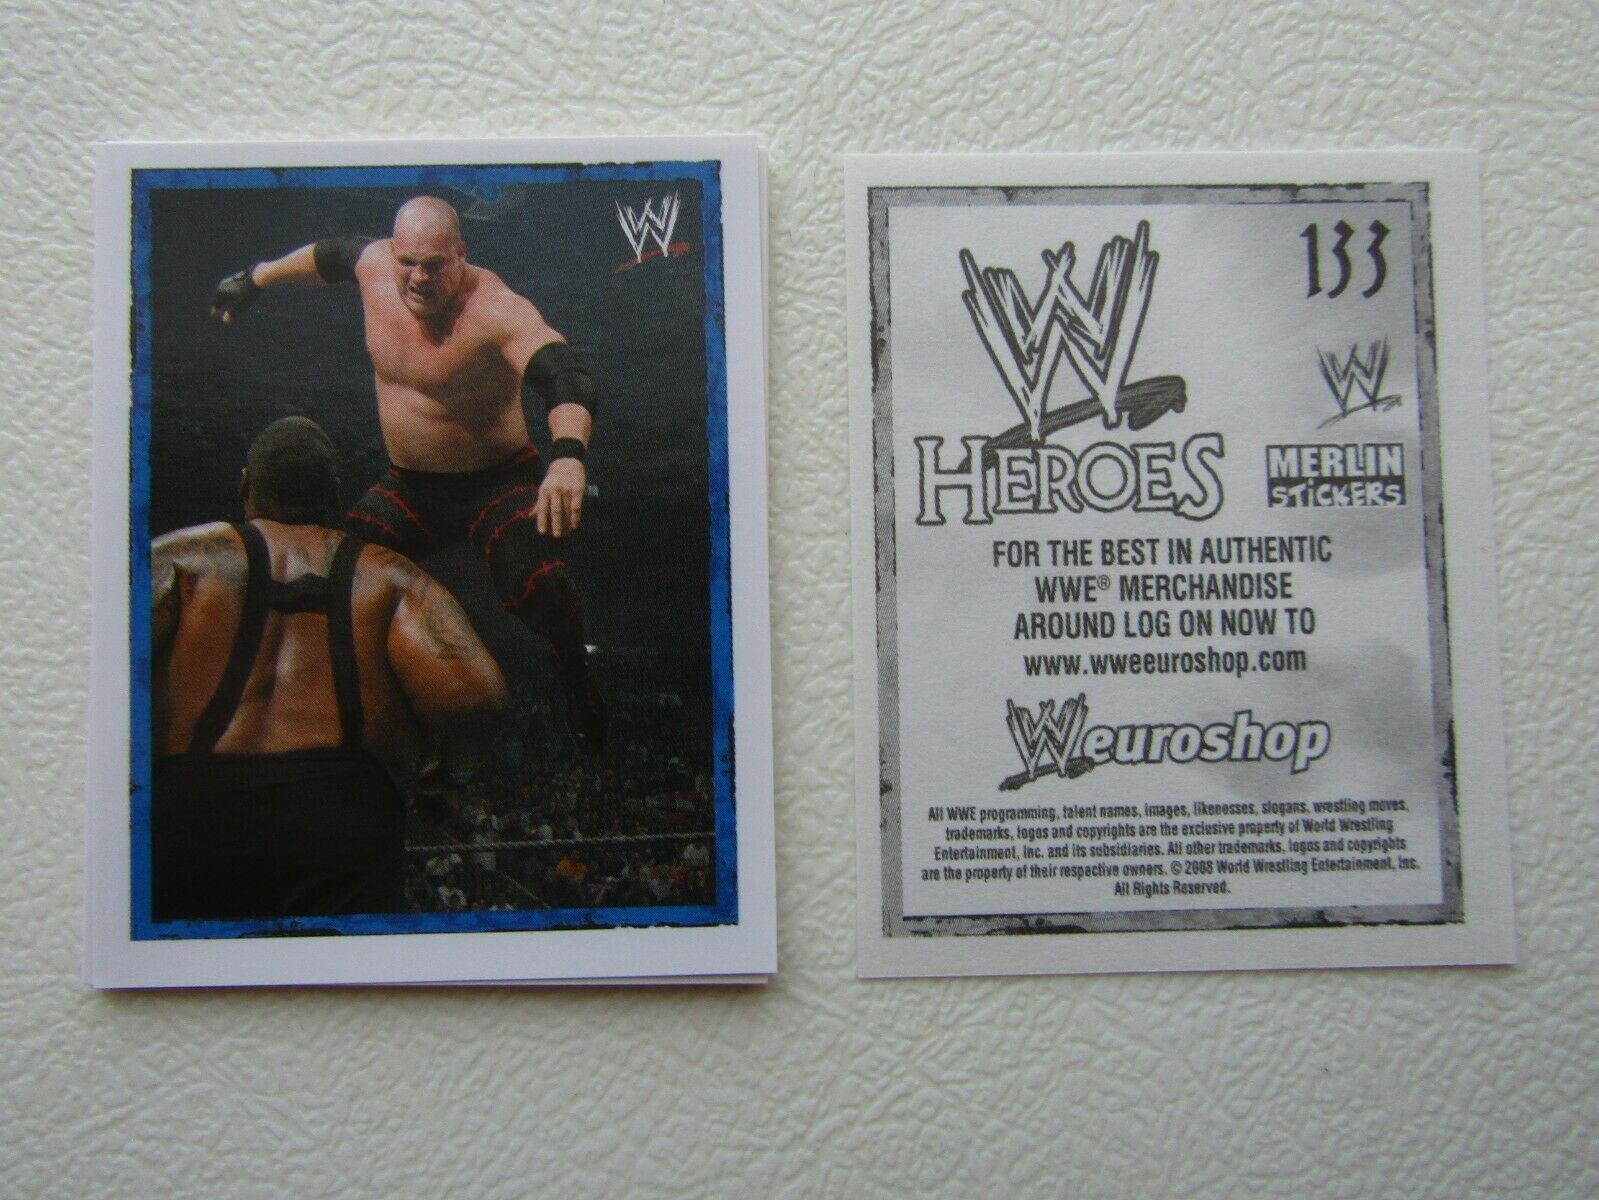 W
133
W
W
HEROES
MERLIN
STICKERS
FOR THE BEST IN AUTHENTIC
WWE® MERCHANDISE
AROUND LOG ON NOW TO
www.wweeuroshop.com
W euroshop
All WWE programming, talent names, images, likenesses, slogans, wrestling moves,
trademarks, logos and copyrights are the exclusive property of World Wrestling
Entertainment, Inc. and its subsidiaries. All other trademarks, logos and copyrights
are the property of their respective owners. © 2008 World Wrestling Entertainment, Inc.
All Rights Reserved.